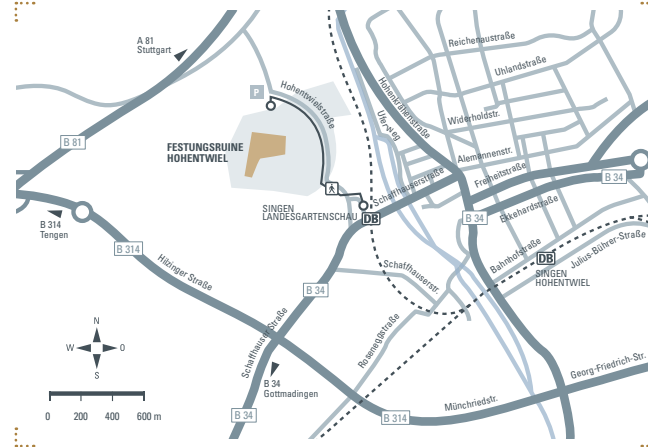 A 81
Stuttgart
Reichenaustraße
Uhlandstraße
Hohentwielstraße
P
Hohenkrähenstraße
Uferweg
Widerholdstr.
B 81
FESTUNGSRUINE
HOHENTWIEL
Alemannenstr.
Freiheitstraße
B 34
Schaffhauserstraße
SINGEN
LANDESGARTENSCHAU
DB
B 34
Ekkehardstraße
B 314
Tengen
B 314
Hilzinger Straße
Bahnhofstraße
DB
Julius-Bührer-Straße
SINGEN
HOHENTWIEL
Schaffhauserstr.
B 34
Schaffhauser Straße
Roseneggstraße
N
W
O
S
B 34
Gottmadingen
Georg-Friedrich-Str.
Münchriedstr.
0 200 400 600 m
B 34
B 314